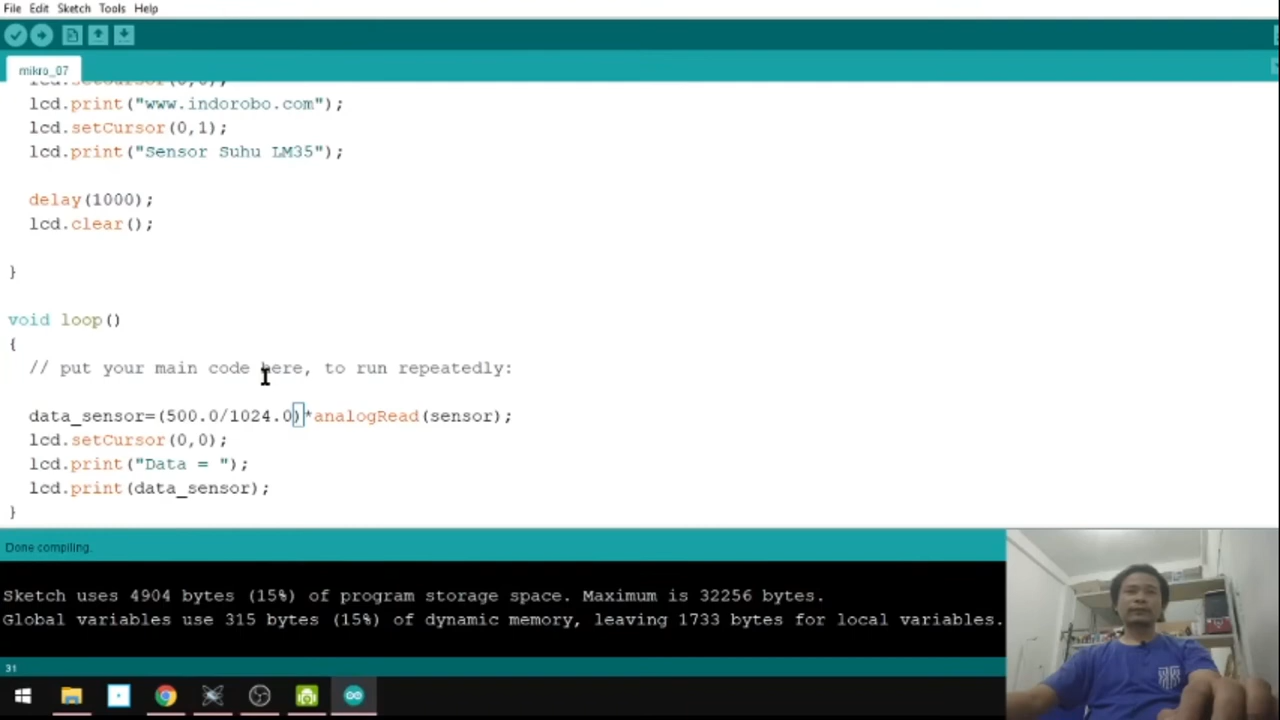 File Edit Sketch Tools Help
mikro_07
lcd.setCursor(0,0);
lcd.print("www.indorobo.com");
lcd.setCursor(0,1);
lcd.print("Sensor Suhu LM35");
delay(1000);
lcd.clear();
}
void loop()
{
// put your main code here, to run repeatedly:
data_sensor=(500.0/1024.0)*analogRead(sensor);
lcd.setCursor(0,0);
lcd.print("Data = ");
lcd.print(data_sensor);
}
Done compiling.
Sketch uses 4904 bytes (15%) of program storage space. Maximum is 32256 bytes.
Global variables use 315 bytes (15%) of dynamic memory, leaving 1733 bytes for local variables.
31